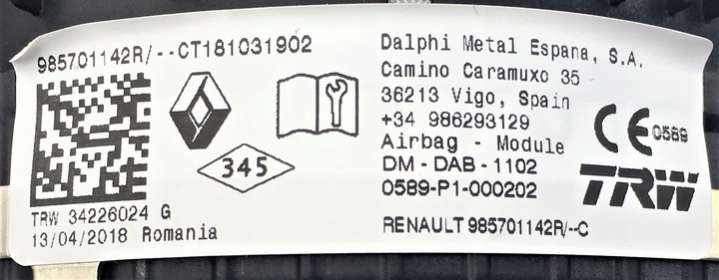 985701142R/--CT181031902
345
TRW 34226024 G
13/04/2018 Romania
Dalphi Metal Espana, S.A.
Camino Caramuxo 35
36213 Vigo, Spain
+34 986293129
Airbag - Module
DM - DAB - 1102
0589-P1-000202
RENAULT 985701142R/--C
CE 0589
TRW